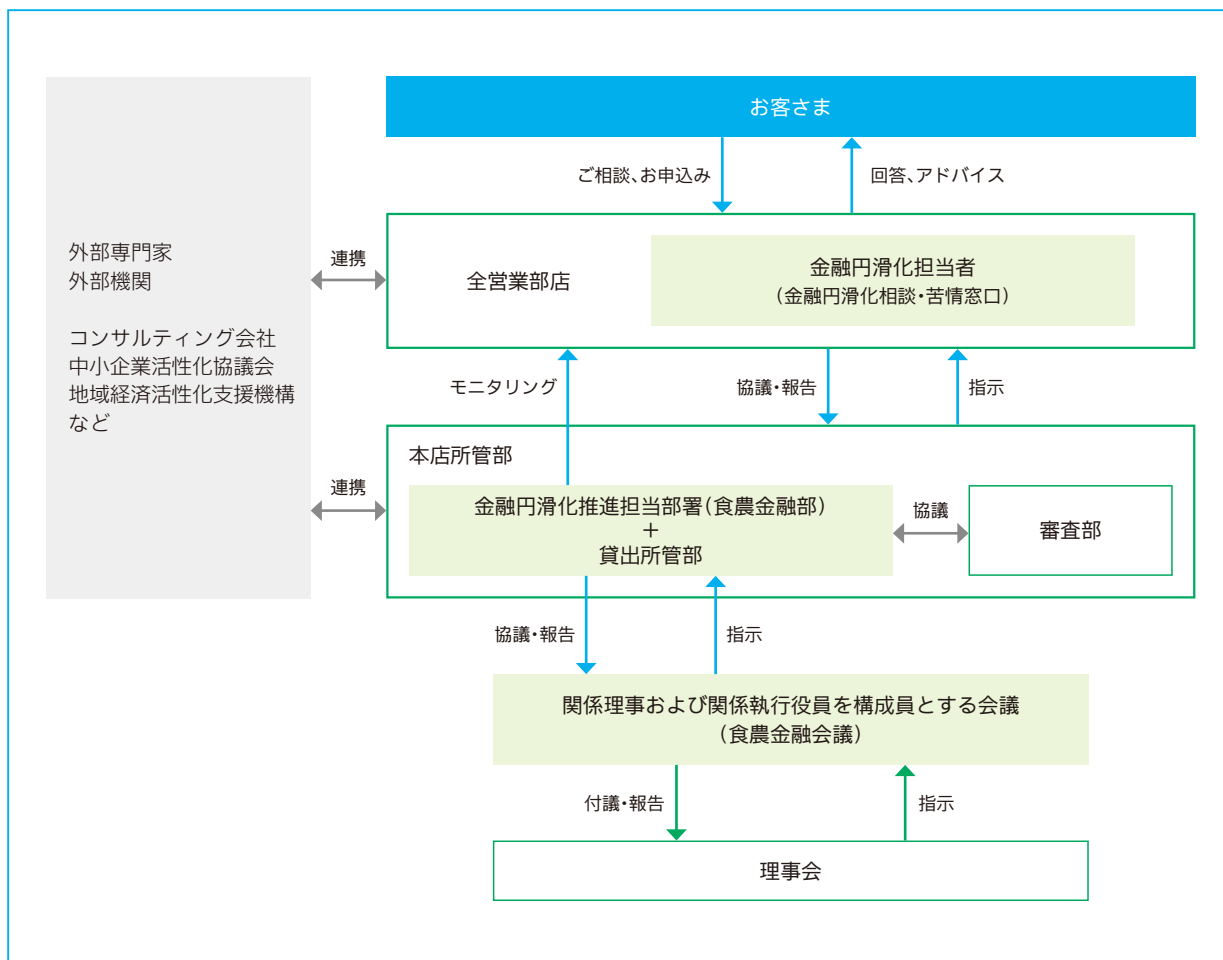 お客さま
ご相談、お申込み
回答、アドバイス
外部専門家
外部機関
コンサルティング会社
中小企業活性化協議会
地域経済活性化支援機構
など
連携
全営業部店
金融円滑化担当者
（金融円滑化相談・苦情窓口）
モニタリング
協議・報告
指示
連携
本店所管部
金融円滑化推進担当部署（食農金融部）
＋
貸出所管部
協議
審査部
協議・報告
指示
関係理事および関係執行役員を構成員とする会議
（食農金融会議）
付議・報告
指示
理事会